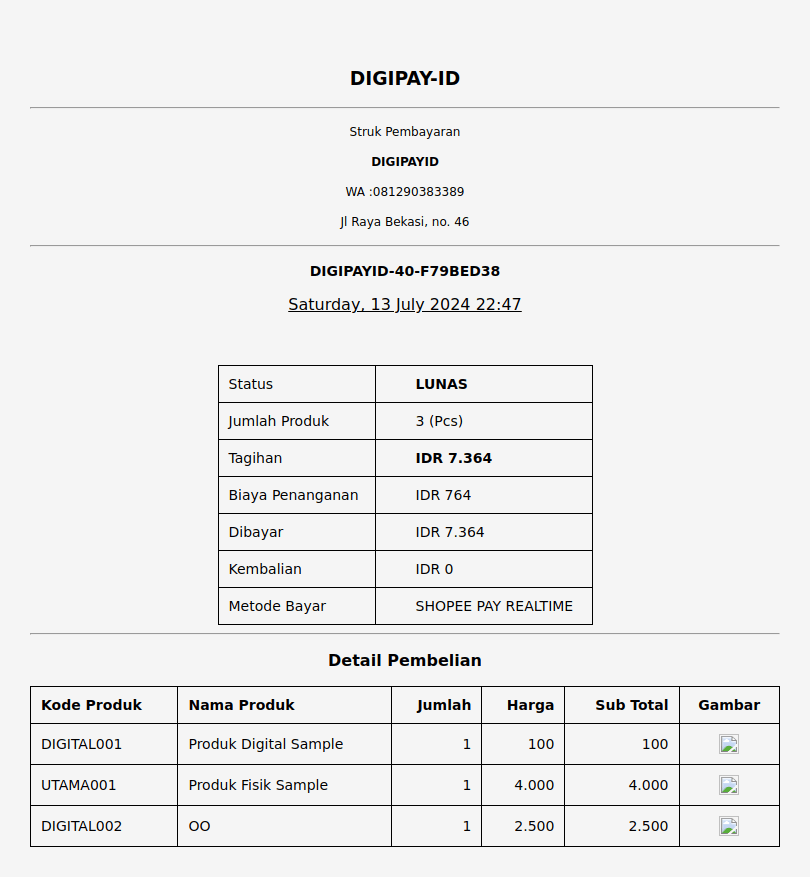 DIGIPAY-ID
Struk Pembayaran
DIGIPAYID
WA :081290383389
Jl Raya Bekasi, no. 46
DIGIPAYID-40-F79BED38
Saturday, 13 July 2024 22:47
Status LUNAS
Jumlah Produk 3 (Pcs)
Tagihan IDR 7.364
Biaya Penanganan IDR 764
Dibayar IDR 7.364
Kembalian IDR 0
Metode Bayar SHOPEE PAY REALTIME
Detail Pembelian
Kode Produk Nama Produk Jumlah Harga Sub Total Gambar
DIGITAL001 Produk Digital Sample 1 100 100
UTAMA001 Produk Fisik Sample 1 4.000 4.000
DIGITAL002 OO 1 2.500 2.500